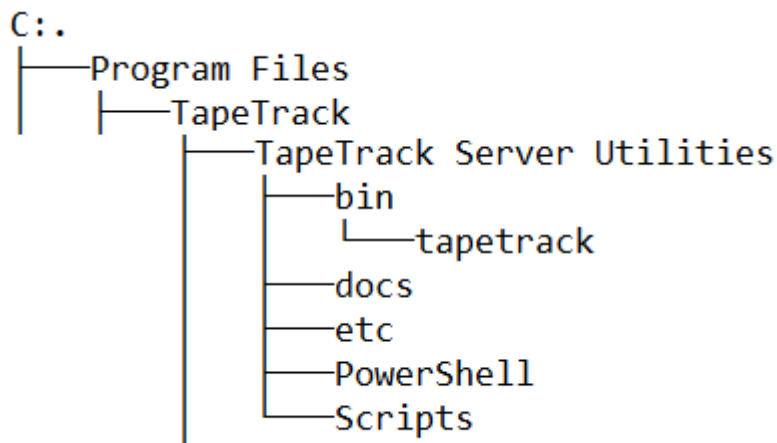 C:.
Program Files
TapeTrack
TapeTrack Server Utilities
bin
tapetrack
docs
etc
PowerShell
Scripts